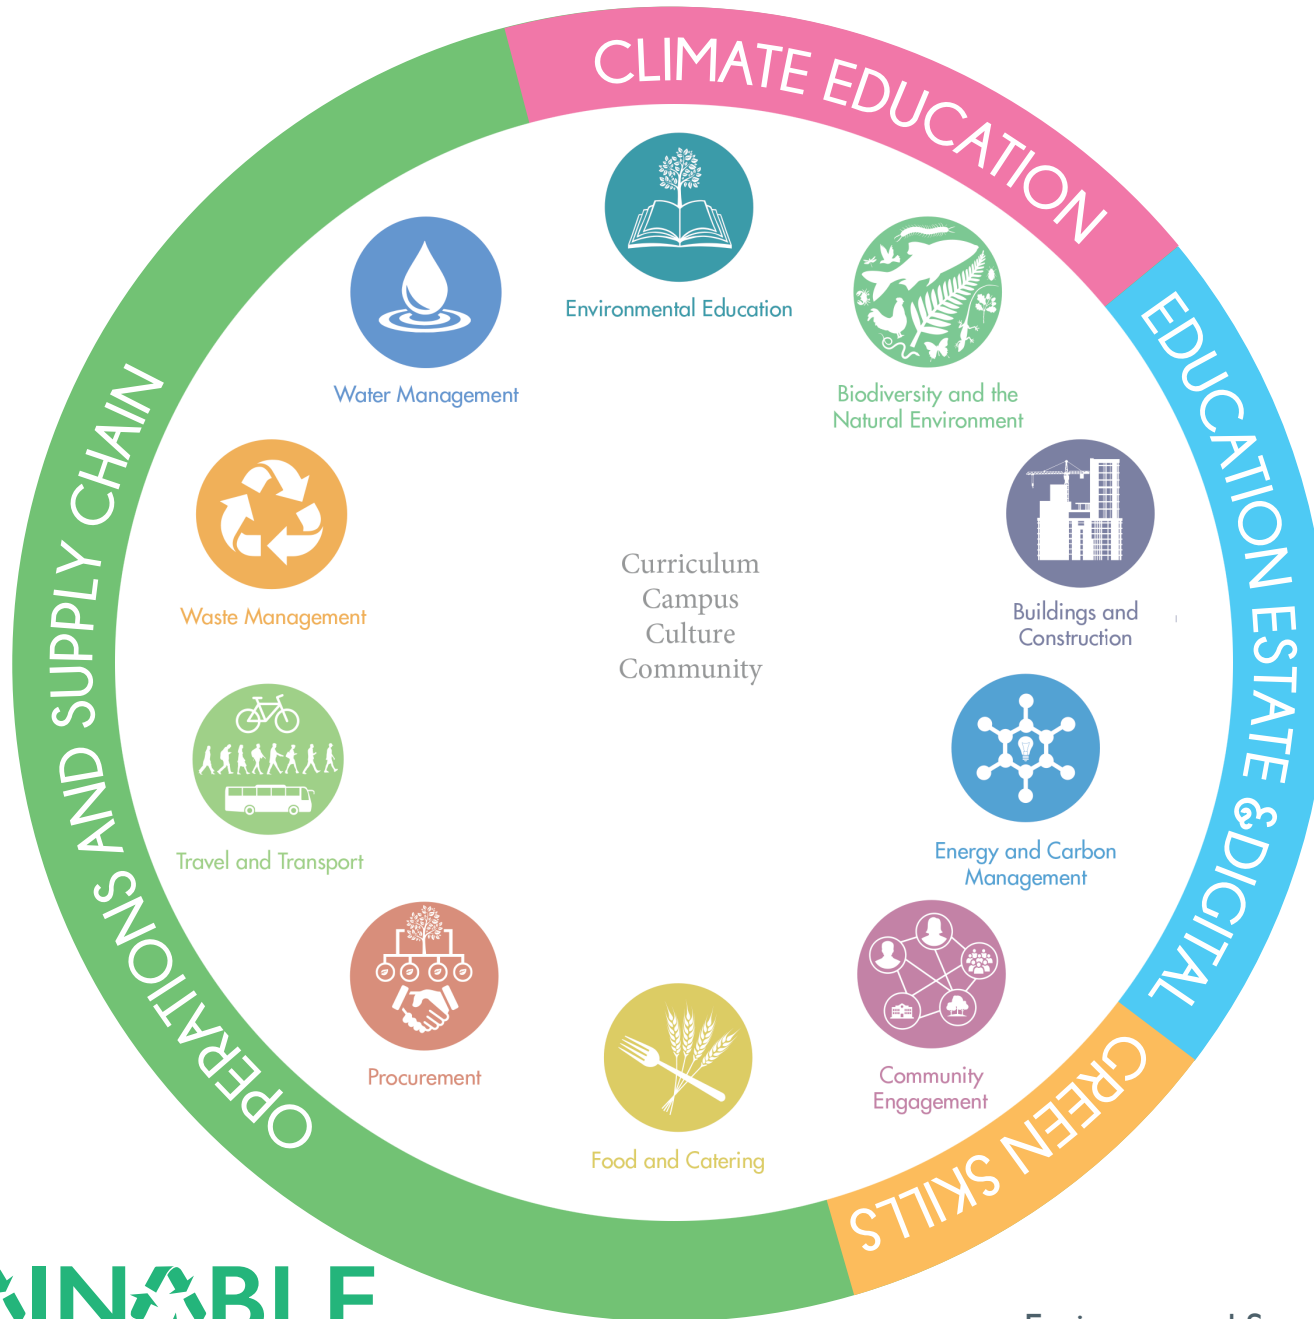 CLIMATE EDUCATION
EDUCATION ESTATE & DIGITAL
GREEN SKILLS
OPERATIONS AND SUPPLY CHAIN
Environmental Education
Water Management
Biodiversity and the
Natural Environment
Waste Management
Buildings and
Construction
Curriculum
Campus
Culture
Community
Travel and Transport
Energy and Carbon
Management
Procurement
Community
Engagement
Food and Catering
AINABLE